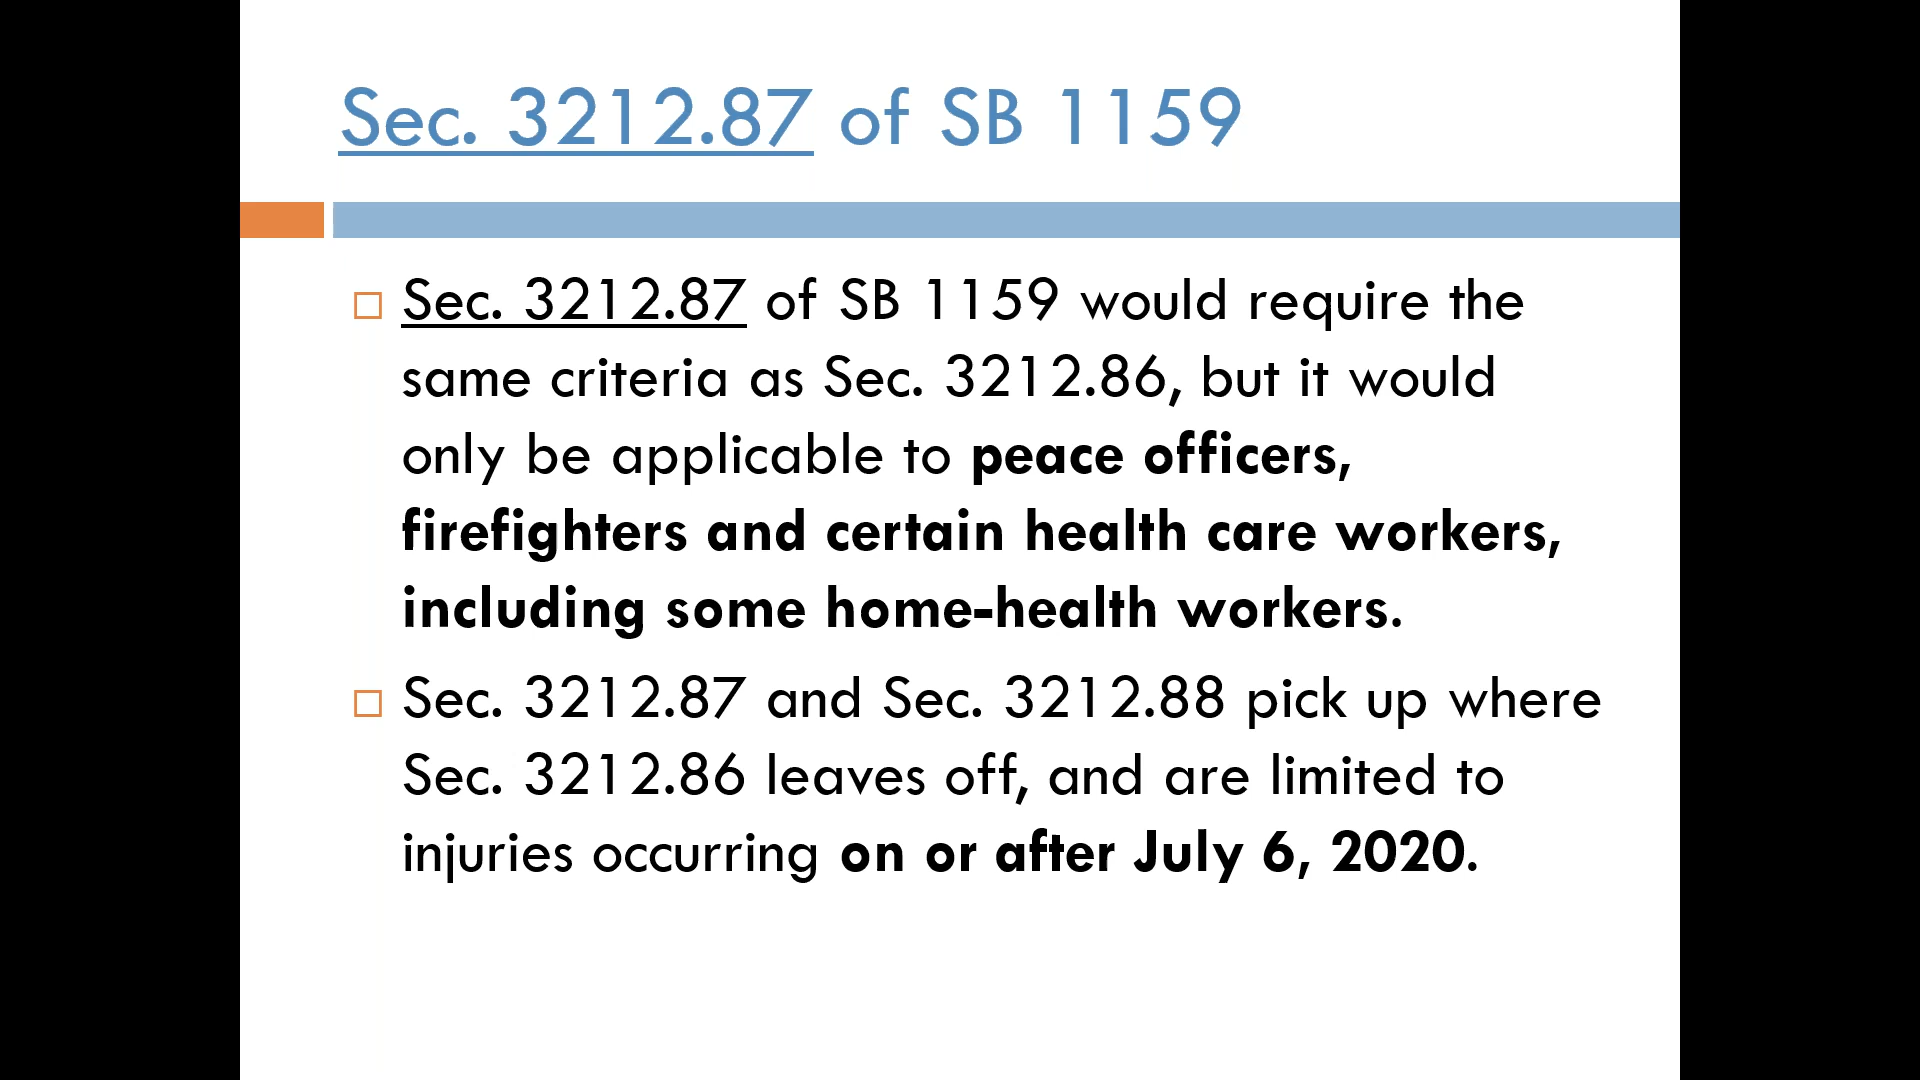 Sec. 3212.87 of SB 1159
Sec. 3212.87 of SB 1159 would require the
same criteria as Sec. 3212.86, but it would
only be applicable to peace officers,
firefighters and certain health care workers,
including some home-health workers.
Sec. 3212.87 and Sec. 3212.88 pick up where
Sec. 3212.86 leaves off, and are limited to
injuries occurring on or after July 6, 2020.